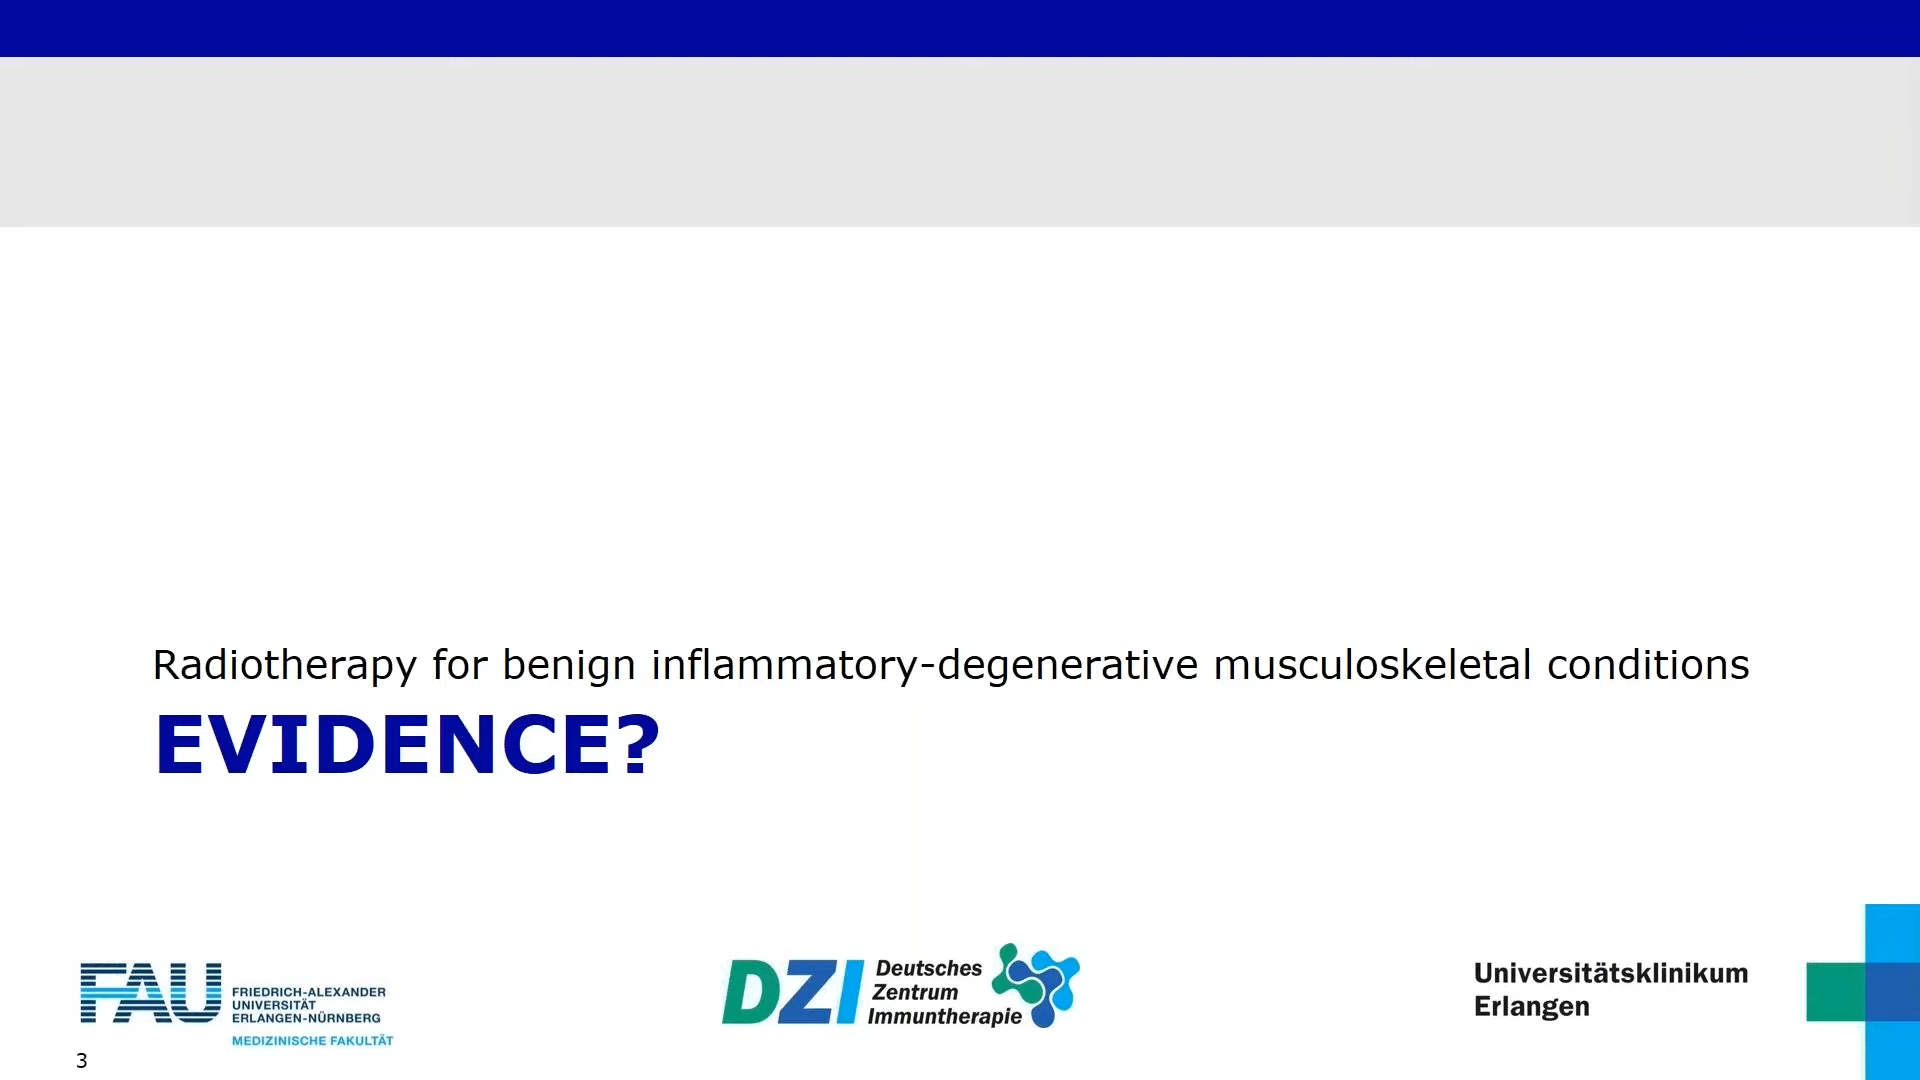 Radiotherapy for benign inflammatory-degenerative musculoskeletal conditions
EVIDENCE?
FAU
FRIEDRICH-ALEXANDER
UNIVERSITÄT
ERLANGEN-NÜRNBERG
MEDIZINISCHE FAKULTÄT
DZI
Deutsches
Zentrum
Immuntherapie
Universitätsklinikum
Erlangen
3